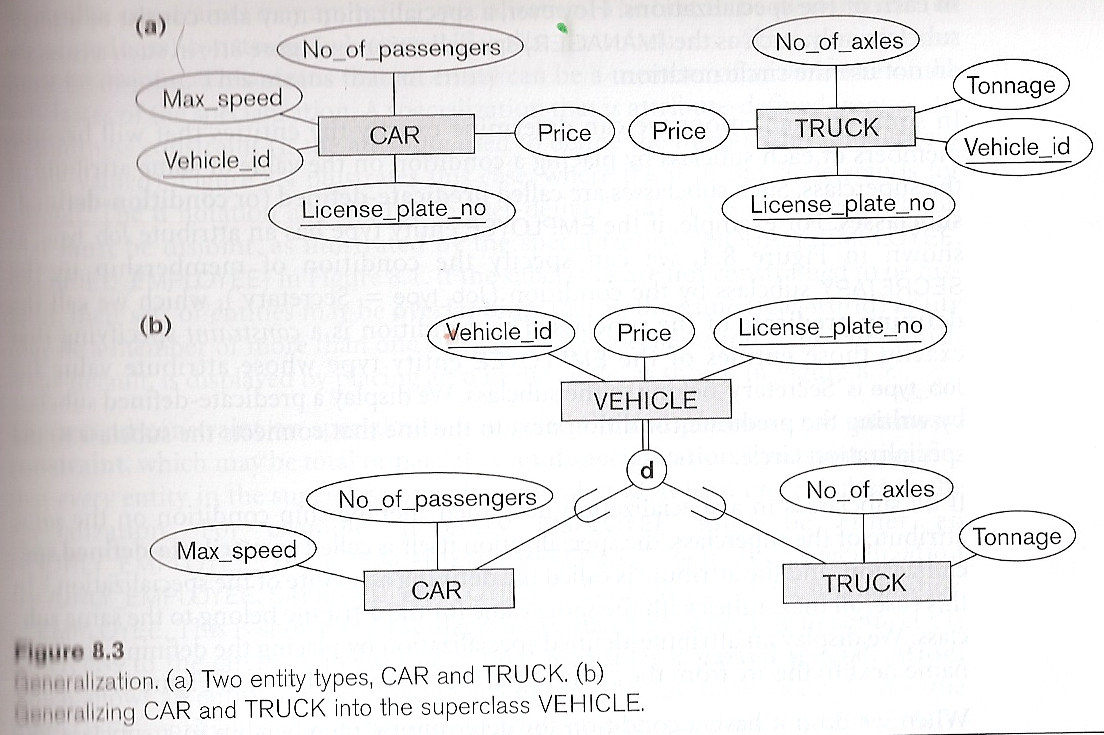 (a)
No_of_passengers
No_of_axles
Max_speed
Tonnage
CAR
Price
Price
TRUCK
Vehicle_id
Vehicle_id
License_plate_no
License_plate_no
(b)
Vehicle_id
Price
License_plate_no
VEHICLE
d
No_of_passengers
No_of_axles
Max_speed
Tonnage
CAR
TRUCK
Figure 8.3
Generalization. (a) Two entity types, CAR and TRUCK. (b)
Generalizing CAR and TRUCK into the superclass VEHICLE.